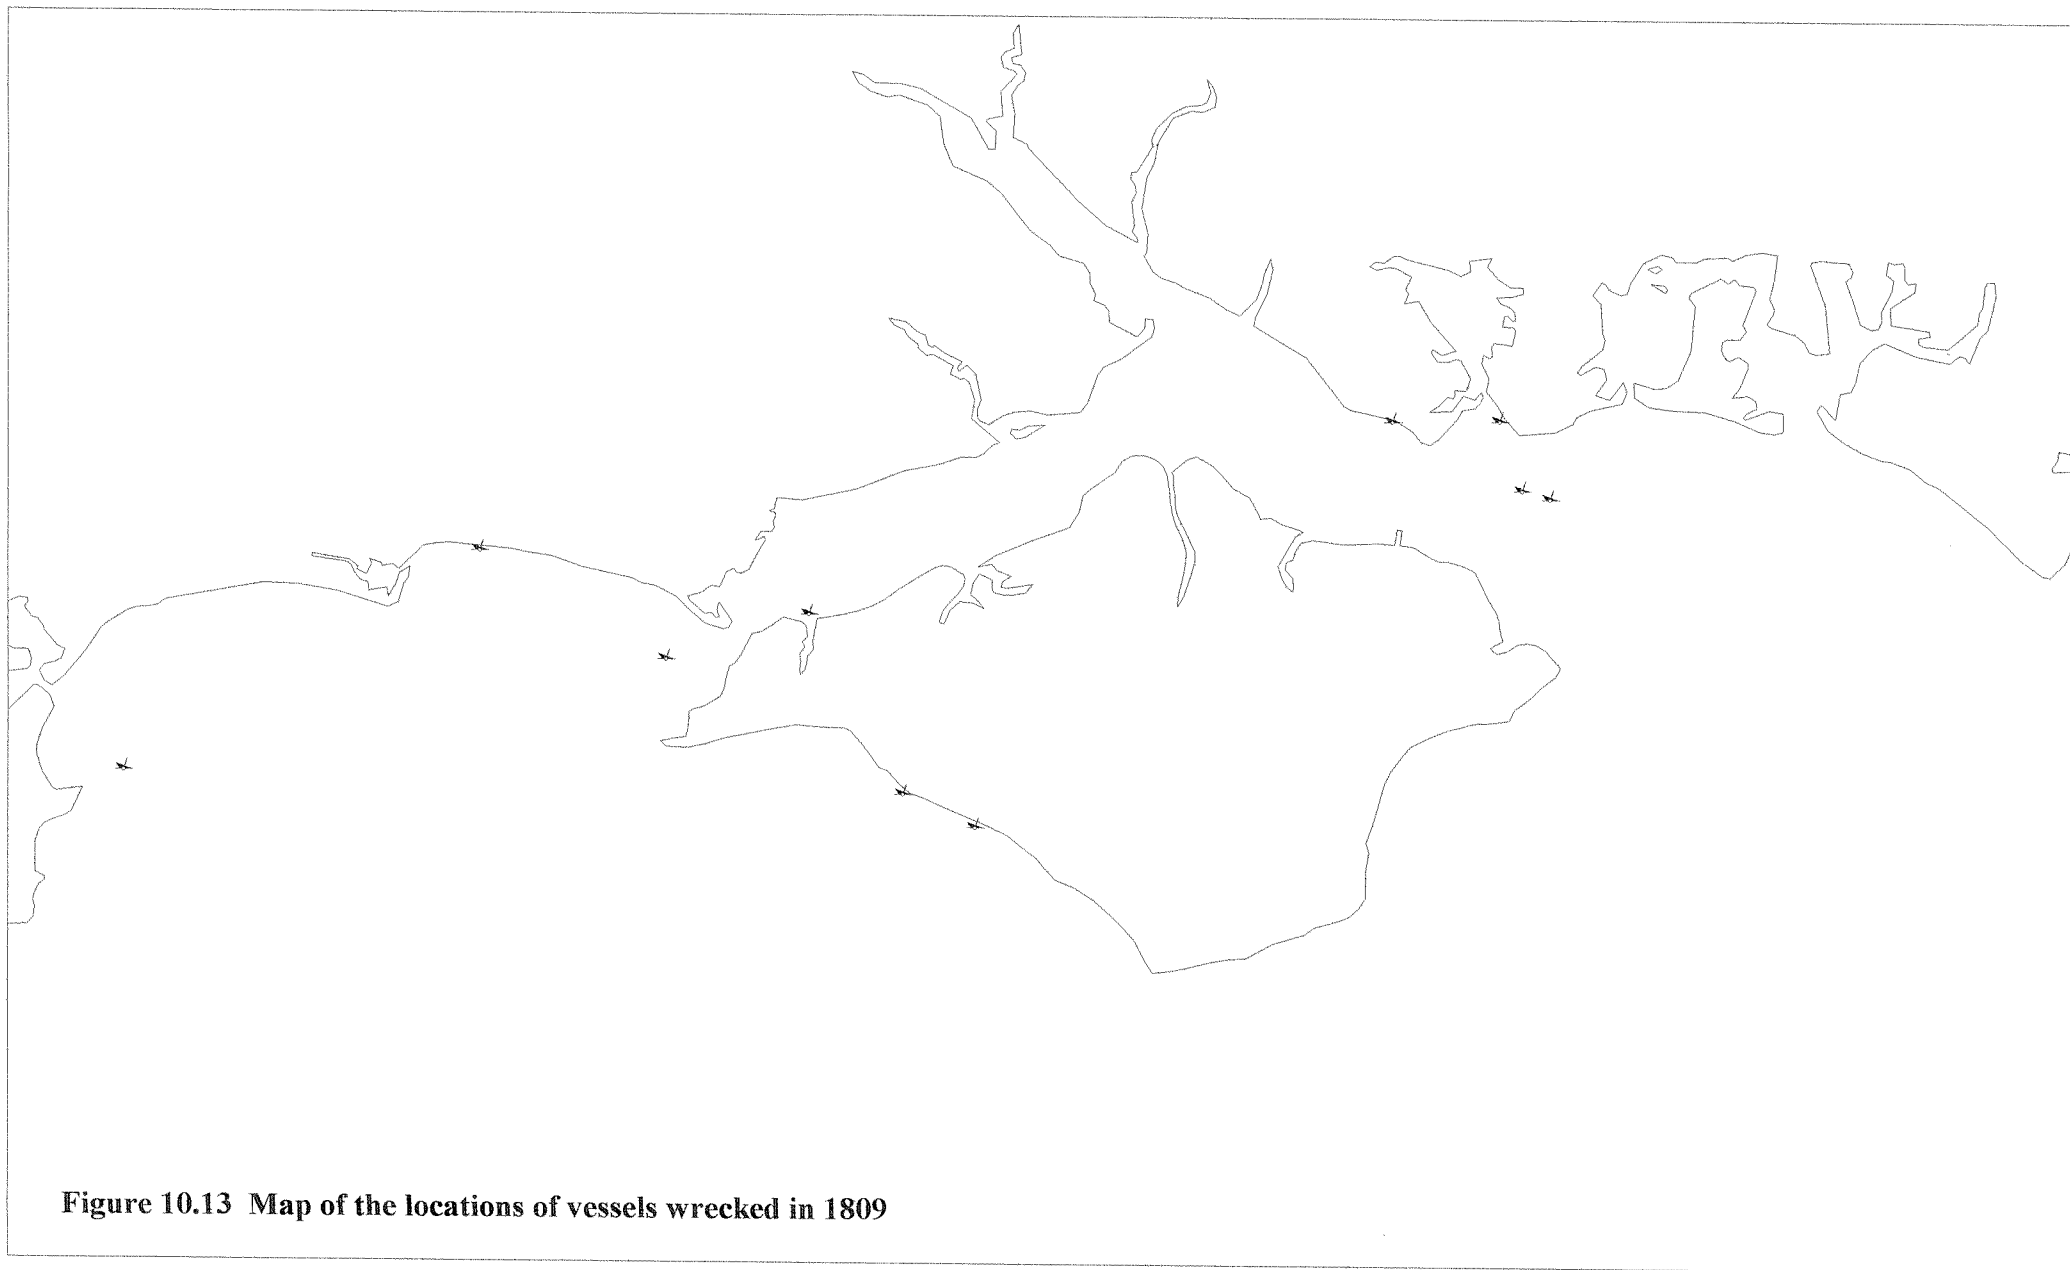 Figure 10.13 Map of the locations of vessels wrecked in 1809